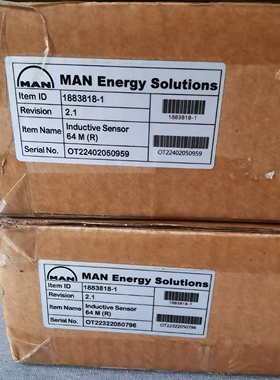 MAN
MAN Energy Solutions
Item ID 1883818-1
1883818-1
Revision 2.1
Item Name Inductive Sensor
64 M (R)
Serial No. OT22402050959
OT22402050959
MAN
MAN Energy Solutions
Item ID 1883818-1
1883818-1
Revision 2.1
Item Name Inductive Sensor
64 M (R)
Serial No. OT22322050796
OT22322050796